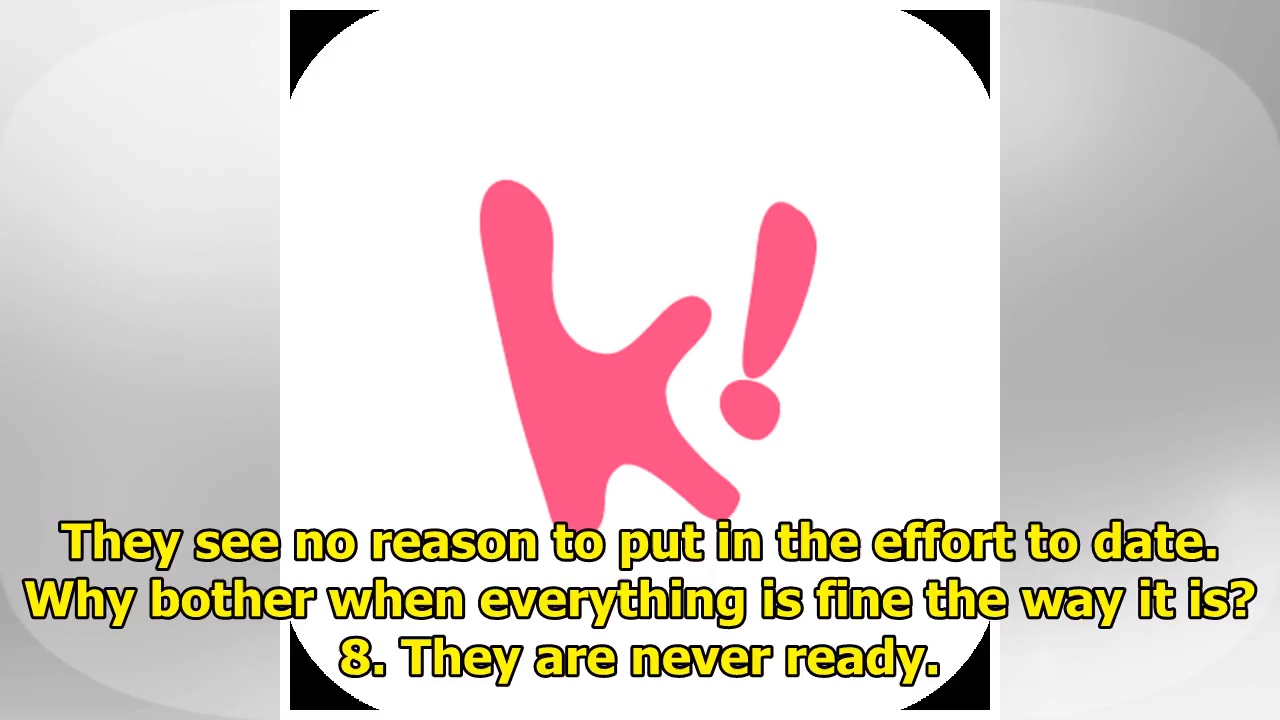 k!
They see no reason to put in the effort to date.
Why bother when everything is fine the way it is?
8. They are never ready.